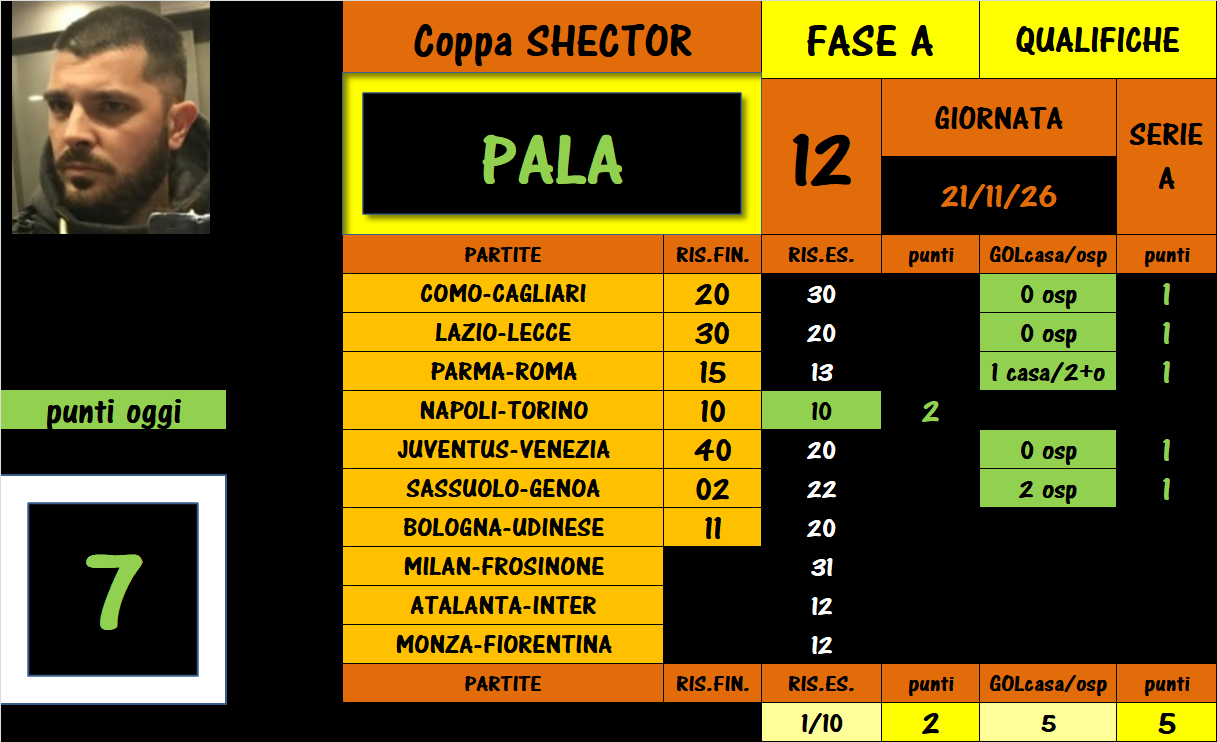 Coppa SHECTOR FASE A QUALIFICHE
PALA 12 GIORNATA SERIE A
21/11/26
PARTITE RIS.FIN. RIS.ES. punti GOLcasa/osp punti
COMO-CAGLIARI 20 30 0 osp 1
LAZIO-LECCE 30 20 0 osp 1
PARMA-ROMA 15 13 1 casa/2+o 1
punti oggi
NAPOLI-TORINO 10 10 2
JUVENTUS-VENEZIA 40 20 0 osp 1
SASSUOLO-GENOA 02 22 2 osp 1
BOLOGNA-UDINESE 11 20
7
MILAN-FROSINONE 31
ATALANTA-INTER 12
MONZA-FIORENTINA 12
PARTITE RIS.FIN. RIS.ES. punti GOLcasa/osp punti
1/10 2 5 5